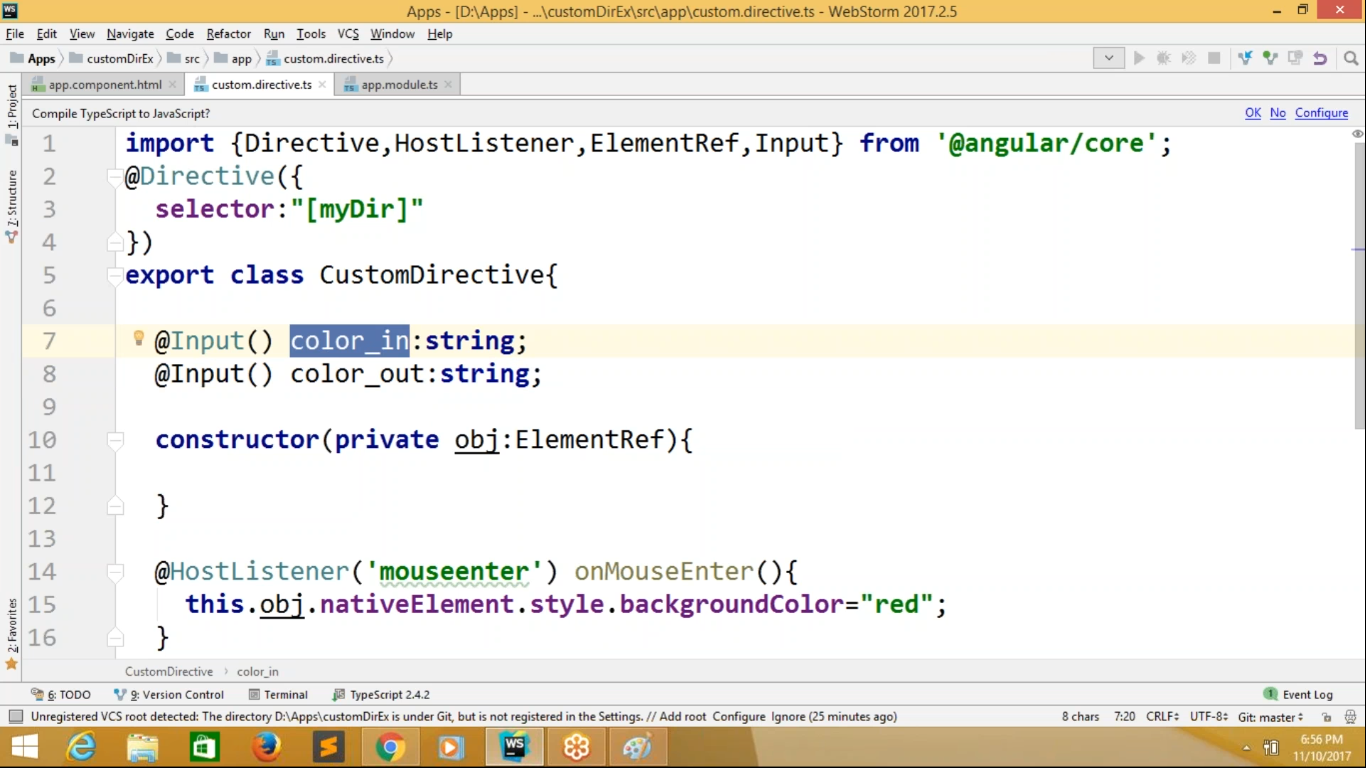 WS
Apps - [D:\Apps] - ...\customDirEx\src\app\custom.directive.ts - WebStorm 2017.2.5
File Edit View Navigate Code Refactor Run Tools VCS Window Help
Apps customDirEx src app custom.directive.ts
app.component.html custom.directive.ts app.module.ts
Compile TypeScript to JavaScript? OK No Configure
1: Project
7: Structure
2: Favorites
1 import {Directive,HostListener,ElementRef,Input} from '@angular/core';
2 @Directive({
3 selector:"[myDir]"
4 })
5 export class CustomDirective{
6
7 @Input() color_in:string;
8 @Input() color_out:string;
9
10 constructor(private obj:ElementRef){
11
12 }
13
14 @HostListener('mouseenter') onMouseEnter(){
15 this.obj.nativeElement.style.backgroundColor="red";
16 }
CustomDirective › color_in
6: TODO 9: Version Control Terminal TypeScript 2.4.2 1 Event Log
Unregistered VCS root detected: The directory D:\Apps\customDirEx is under Git, but is not registered in the Settings. // Add root Configure Ignore (25 minutes ago) 8 chars 7:20 CRLF UTF-8 Git: master
WS
6:56 PM
11/10/2017